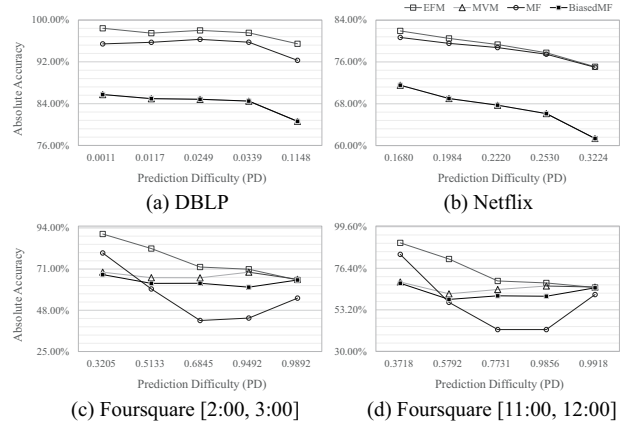 EFM MVM MF BiasedMF
Absolute Accuracy
100.00%
92.00%
84.00%
76.00%
0.0011 0.0117 0.0249 0.0339 0.1148
Prediction Difficulty (PD)
(a) DBLP
84.00%
76.00%
68.00%
60.00%
0.1680 0.1984 0.2220 0.2530 0.3224
Prediction Difficulty (PD)
(b) Netflix
Absolute Accuracy
94.00%
71.00%
48.00%
25.00%
0.3205 0.5133 0.6845 0.9492 0.9892
Prediction Difficulty (PD)
(c) Foursquare [2:00, 3:00]
99.60%
76.40%
53.20%
30.00%
0.3718 0.5792 0.7731 0.9856 0.9918
Prediction Difficulty (PD)
(d) Foursquare [11:00, 12:00]